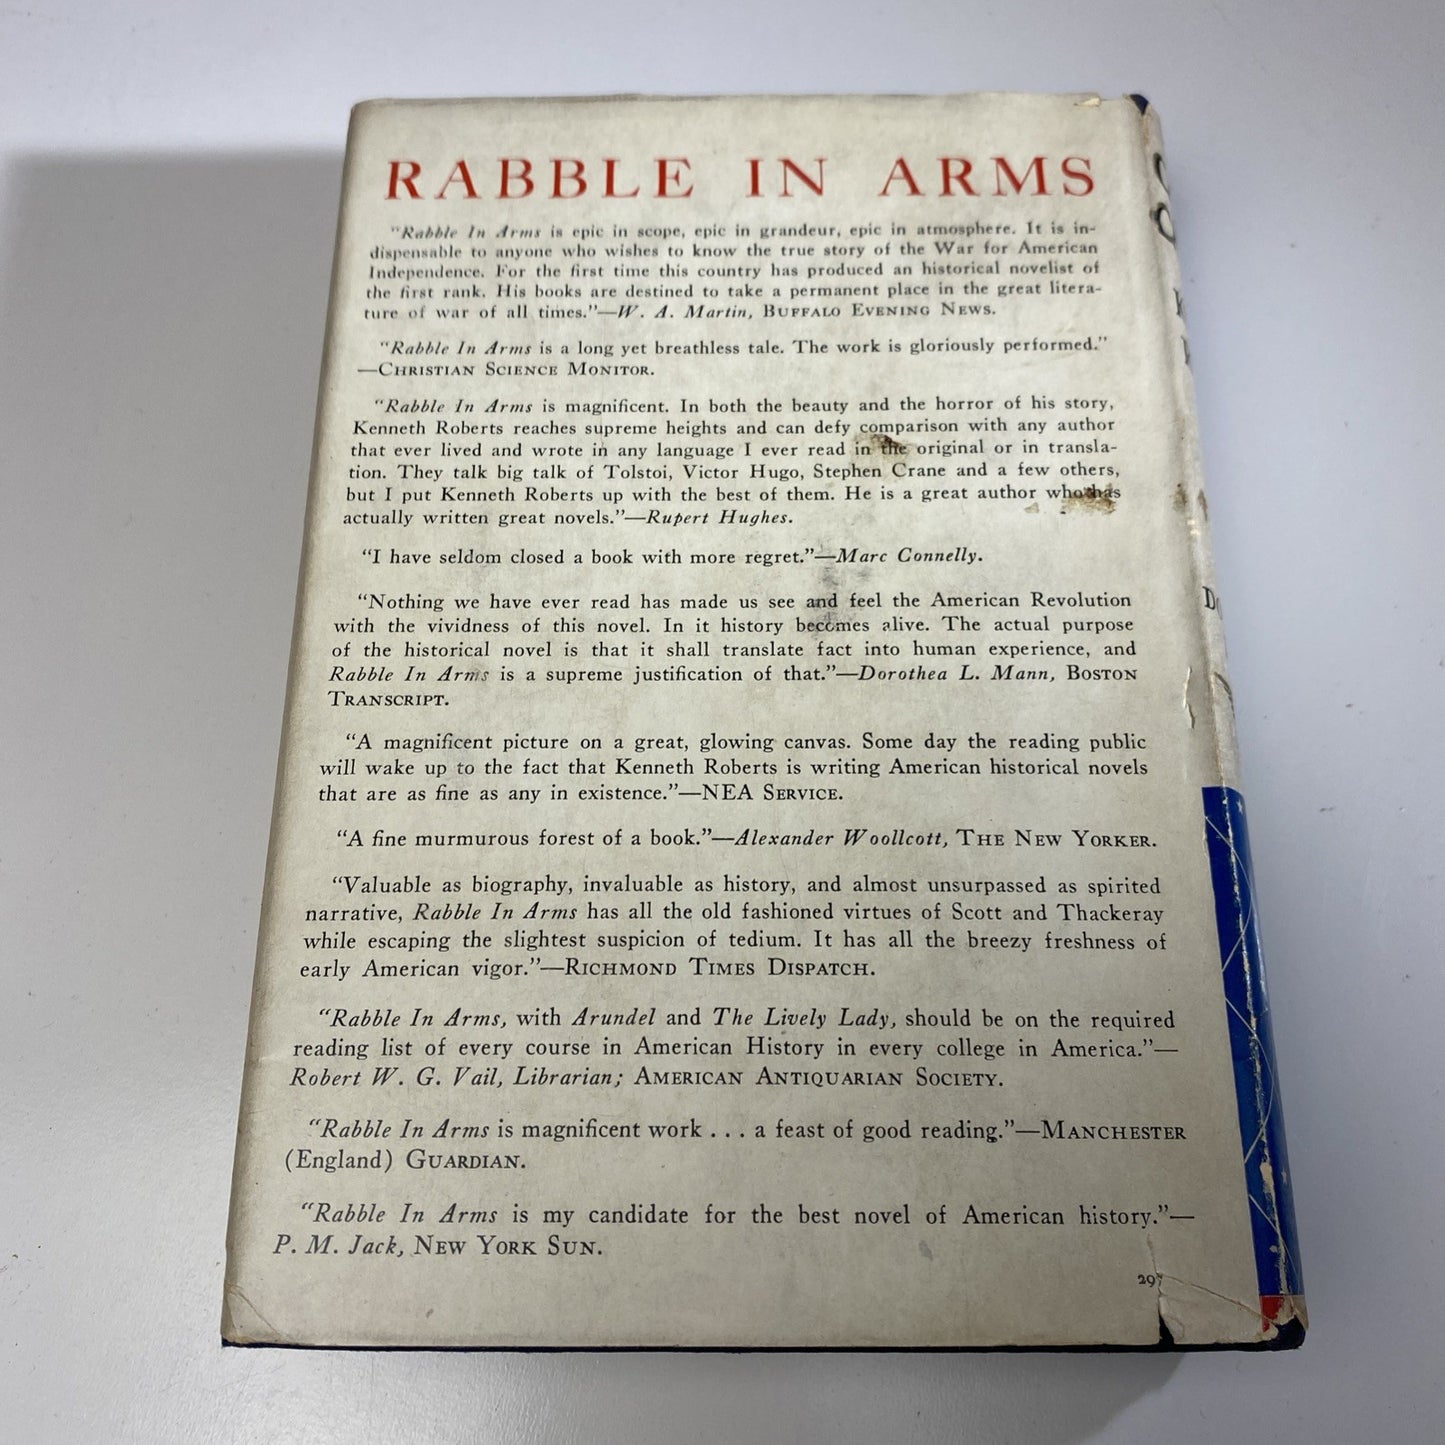 RABBLE IN ARMS
"Rabble In Arms is epic in scope, epic in grandeur, epic in atmosphere. It is in-
dispensable to anyone who wishes to know the true story of the War for American
Independence. For the first time this country has produced an historical novelist of
the first rank. His books are destined to take a permanent place in the great litera-
ture of war of all times."—W. A. Martin, BUFFALO EVENING NEWS.
"Rabble In Arms is a long yet breathless tale. The work is gloriously performed."
—CHRISTIAN SCIENCE MONITOR.
"Rabble In Arms is magnificent. In both the beauty and the horror of his story,
Kenneth Roberts reaches supreme heights and can defy comparison with any author
that ever lived and wrote in any language I ever read in the original or in transla-
tion. They talk big talk of Tolstoi, Victor Hugo, Stephen Crane and a few others,
but I put Kenneth Roberts up with the best of them. He is a great author who has
actually written great novels."—Rupert Hughes.
"I have seldom closed a book with more regret."—Marc Connelly.
"Nothing we have ever read has made us see and feel the American Revolution
with the vividness of this novel. In it history becomes alive. The actual purpose
of the historical novel is that it shall translate fact into human experience, and
Rabble In Arms is a supreme justification of that."—Dorothea L. Mann, BOSTON
TRANSCRIPT.
"A magnificent picture on a great, glowing canvas. Some day the reading public
will wake up to the fact that Kenneth Roberts is writing American historical novels
that are as fine as any in existence."—NEA SERVICE.
"A fine murmurous forest of a book."—Alexander Woollcott, THE NEW YORKER.
"Valuable as biography, invaluable as history, and almost unsurpassed as spirited
narrative, Rabble In Arms has all the old fashioned virtues of Scott and Thackeray
while escaping the slightest suspicion of tedium. It has all the breezy freshness of
early American vigor."—RICHMOND TIMES DISPATCH.
"Rabble In Arms, with Arundel and The Lively Lady, should be on the required
reading list of every course in American History in every college in America."—
Robert W. G. Vail, Librarian; AMERICAN ANTIQUARIAN SOCIETY.
"Rabble In Arms is magnificent work . . . a feast of good reading."—MANCHESTER
(England) GUARDIAN.
"Rabble In Arms is my candidate for the best novel of American history."—
P. M. Jack, NEW YORK SUN.